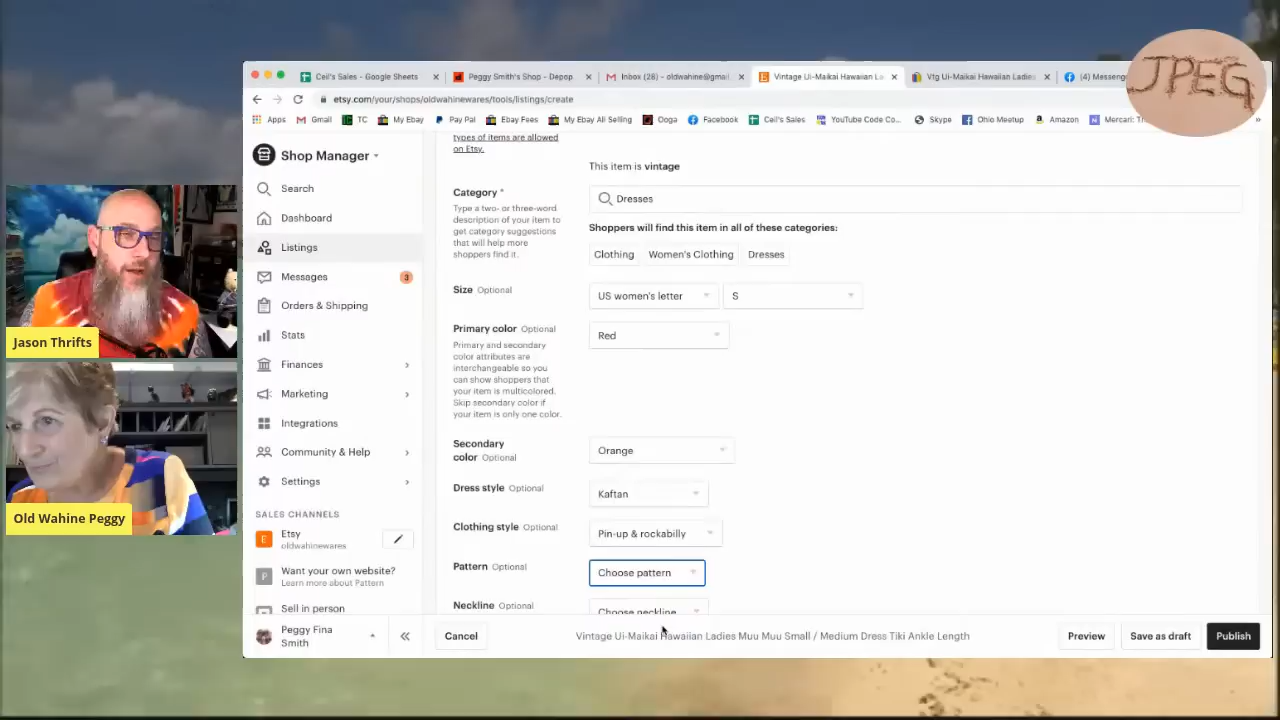 JPEG
Ceil's Sales - Google Sheets
Peggy Smith's Shop - Depop
Inbox (28) - oldwahine@gmai
Vintage Ui-Maikai Hawaiian La
Vtg Ui-Maikai Hawaiian Ladies
(4) Messeng
etsy.com/your/shops/oldwahinewares/tools/listings/create
Apps
Gmail
TC
My Ebay
Pay Pal
Ebay Fees
My Ebay All Selling
Ooga
Facebook
Ceil's Sales
YouTube Code Co...
Skype
Ohio Meetup
Amazon
Mercari:
Shop Manager
Search
Dashboard
Listings
Messages
3
Orders & Shipping
Stats
Finances
Marketing
Integrations
Community & Help
Settings
SALES CHANNELS
E
Etsy
oldwahinewares
P
Want your own website?
Learn more about Pattern
Sell in person
Peggy Fina
Smith
types of items are allowed
on Etsy.
This item is vintage
Category *
Type a two- or three-word
description of your item to
get category suggestions
that will help more
shoppers find it.
Dresses
Shoppers will find this item in all of these categories:
Clothing Women's Clothing Dresses
Size Optional
US women's letter
S
Primary color Optional
Primary and secondary
color attributes are
interchangeable so you
can show shoppers that
your item is multicolored.
Skip secondary color if
your item is only one color.
Red
Secondary
color Optional
Orange
Dress style Optional
Kaftan
Clothing style Optional
Pin-up & rockabilly
Pattern Optional
Choose pattern
Neckline Optional
Choose neckline
Cancel
Vintage Ui-Maikai Hawaiian Ladies Muu Muu Small / Medium Dress Tiki Ankle Length
Preview
Save as draft
Publish
Jason Thrifts
Old Wahine Peggy